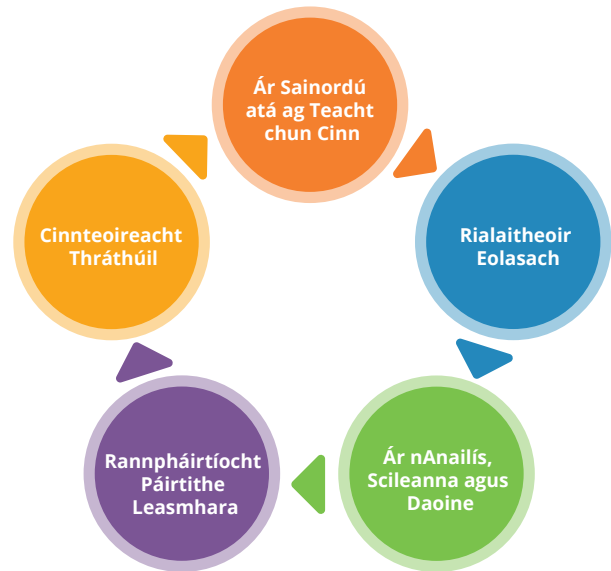 Ár Sainordú
atá ag Teacht
chun Cinn
Rialaitheoir
Eolasach
Ár nAnailís,
Scileanna agus
Daoine
Rannpháirtíocht
Páirtithe
Leasmhara
Cinnteoireacht
Thráthúil